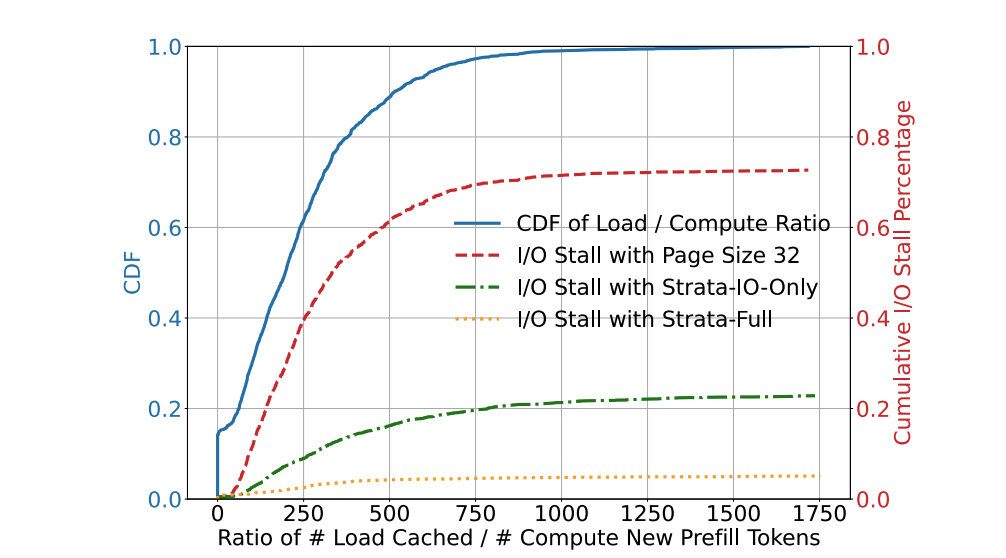 1.0
0.8
0.6
0.4
0.2
0.0
CDF
1.0
0.8
0.6
0.4
0.2
0.0
Cumulative I/O Stall Percentage
CDF of Load / Compute Ratio
I/O Stall with Page Size 32
I/O Stall with Strata-IO-Only
I/O Stall with Strata-Full
0 250 500 750 1000 1250 1500 1750
Ratio of # Load Cached / # Compute New Prefill Tokens